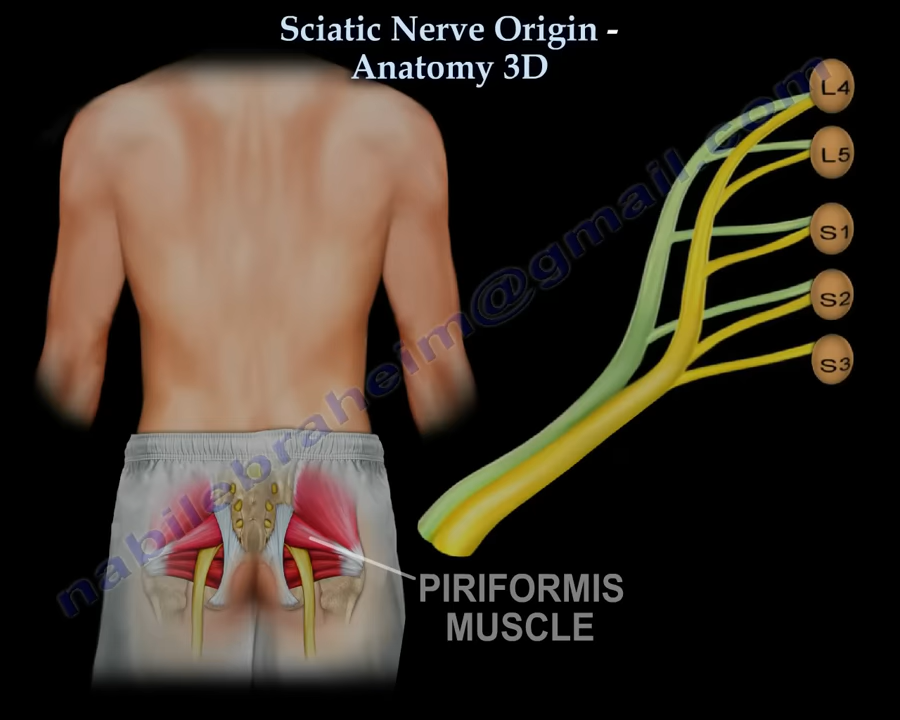 Sciatic Nerve Origin -
Anatomy 3D
L4
L5
S1
S2
S3
nabilebraheim@gmail.com
PIRIFORMIS
MUSCLE